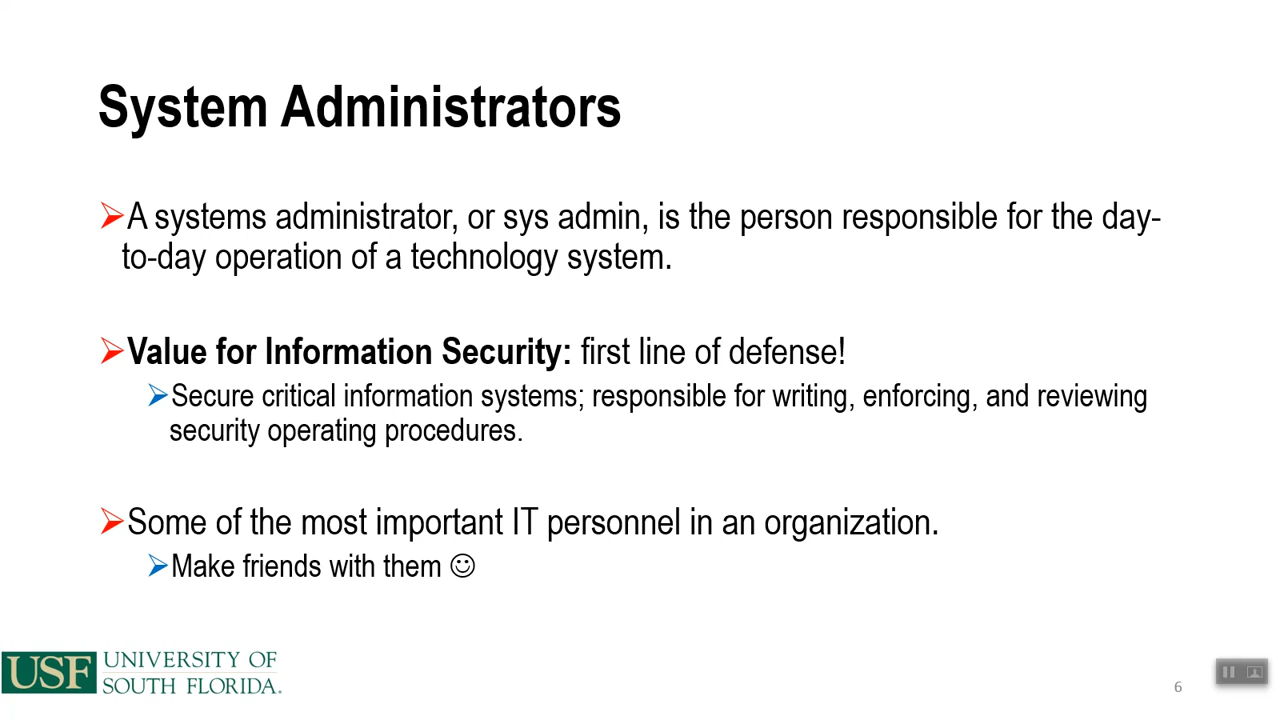 System Administrators
A systems administrator, or sys admin, is the person responsible for the day-
to-day operation of a technology system.
Value for Information Security: first line of defense!
Secure critical information systems; responsible for writing, enforcing, and reviewing
security operating procedures.
Some of the most important IT personnel in an organization.
Make friends with them ☺
USF UNIVERSITY OF
SOUTH FLORIDA.
6